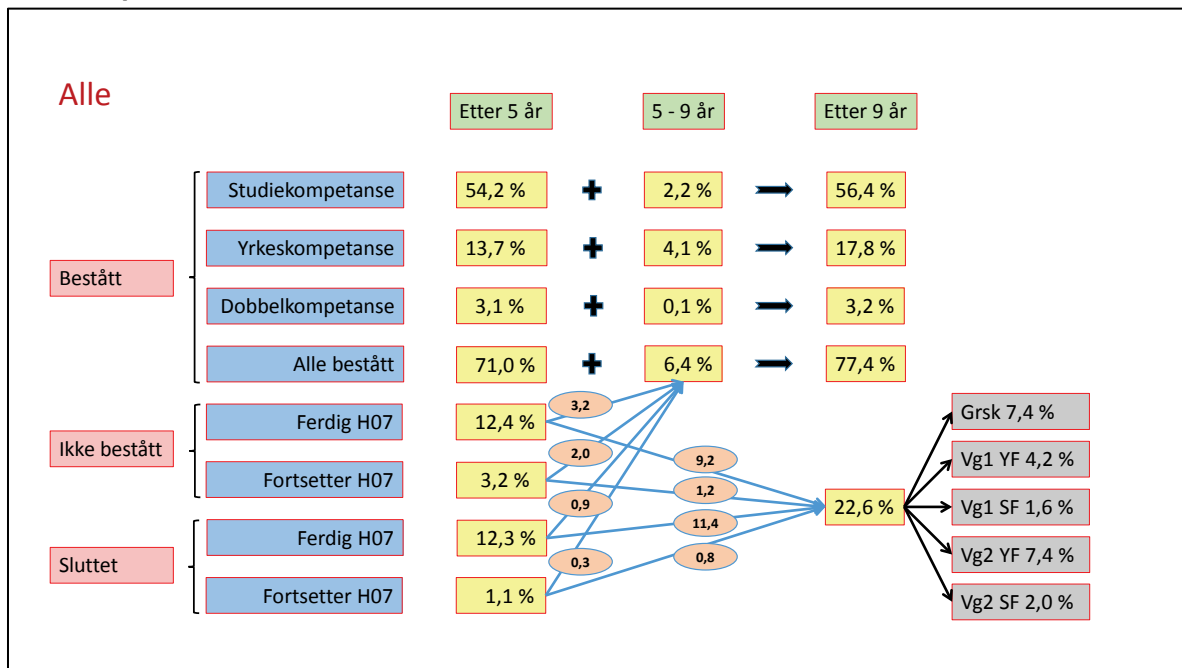 Alle
Etter 5 år
5 - 9 år
Etter 9 år
Studiekompetanse
54,2 %
2,2 %
56,4 %
Yrkeskompetanse
13,7 %
4,1 %
17,8 %
Bestått
Dobbelkompetanse
3,1 %
0,1 %
3,2 %
Alle bestått
71,0 %
6,4 %
77,4 %
Ikke bestått
Ferdig H07
12,4 %
3,2
9,2
Fortsetter H07
3,2 %
2,0
1,2
Sluttet
Ferdig H07
12,3 %
0,9
11,4
Fortsetter H07
1,1 %
0,3
0,8
22,6 %
Grsk 7,4 %
Vg1 YF 4,2 %
Vg1 SF 1,6 %
Vg2 YF 7,4 %
Vg2 SF 2,0 %